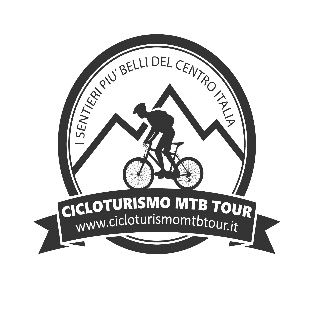 I SENTIERI PIU' BELLI DEL CENTRO ITALIA
CICLOTURISMO MTB TOUR
www.cicloturismomtbtour.it